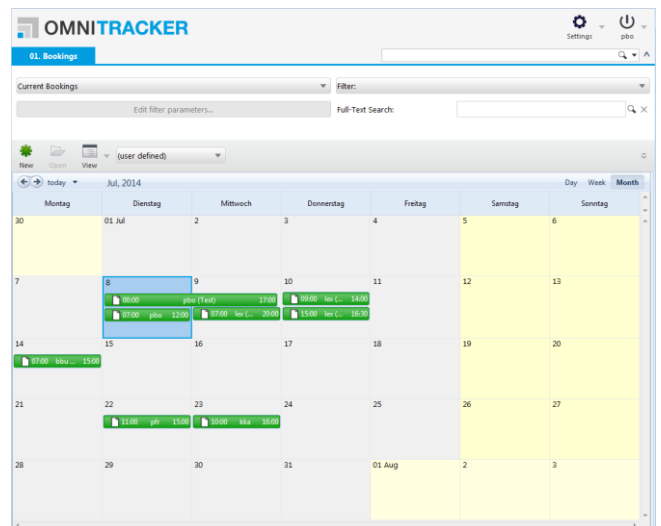 OMNITRACKER
Settings pbo
01. Bookings
Current Bookings Filter:
Edit filter parameters... Full-Text Search:
New Open View (user defined)
today Jul, 2014 Day Week Month
Montag Dienstag Mittwoch Donnerstag Freitag Samstag Sonntag
30 01 Jul 2 3 4 5 6
7 8 9 10 11 12 13
00:00 pbo (Test) 17:00 09:00 lex (... 14:00
07:00 pbo 12:00 07:00 lex (... 20:00 15:00 lex (... 16:30
14 15 16 17 18 19 20
07:00 bbu ... 15:00
21 22 23 24 25 26 27
11:00 pfr 15:00 10:00 kka 16:00
28 29 30 31 01 Aug 2 3